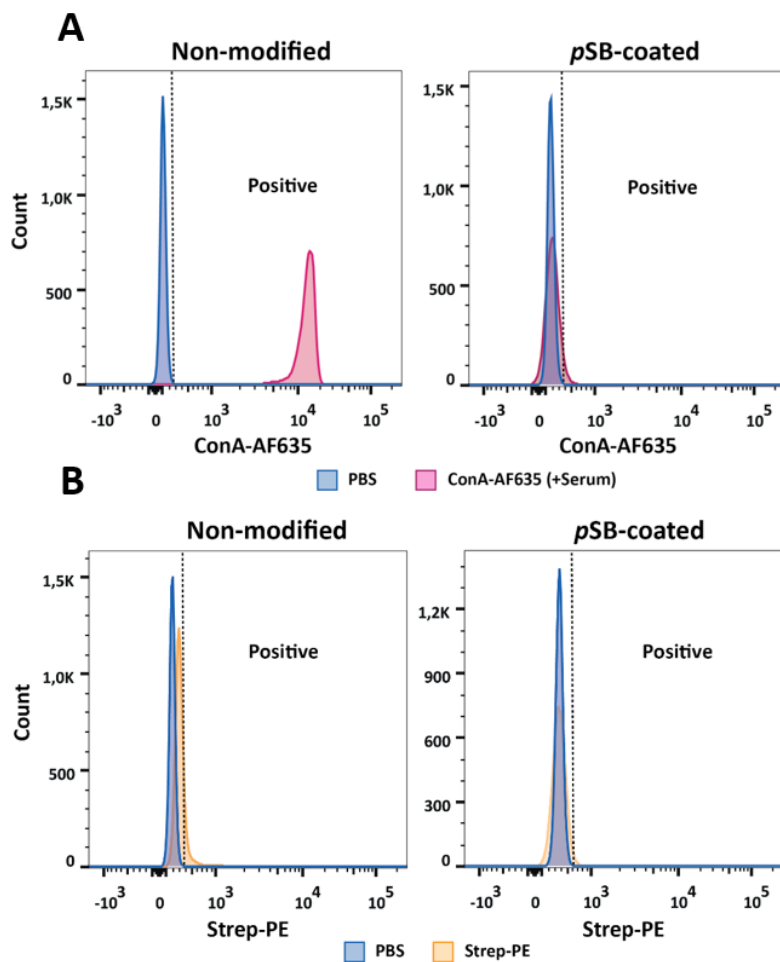 A
Non-modified
pSB-coated
Count
1,5K
1,0K
500
0
Positive
-10³ 0 10³ 10⁴ 10⁵
ConA-AF635
1,5K
1,0K
500
0
Positive
-10³ 0 10³ 10⁴ 10⁵
ConA-AF635
PBS ConA-AF635 (+Serum)
B
Non-modified
pSB-coated
Count
1,5K
1,0K
500
0
Positive
-10³ 0 10³ 10⁴ 10⁵
Strep-PE
1,2K
900
600
300
0
Positive
-10³ 0 10³ 10⁴ 10⁵
Strep-PE
PBS Strep-PE